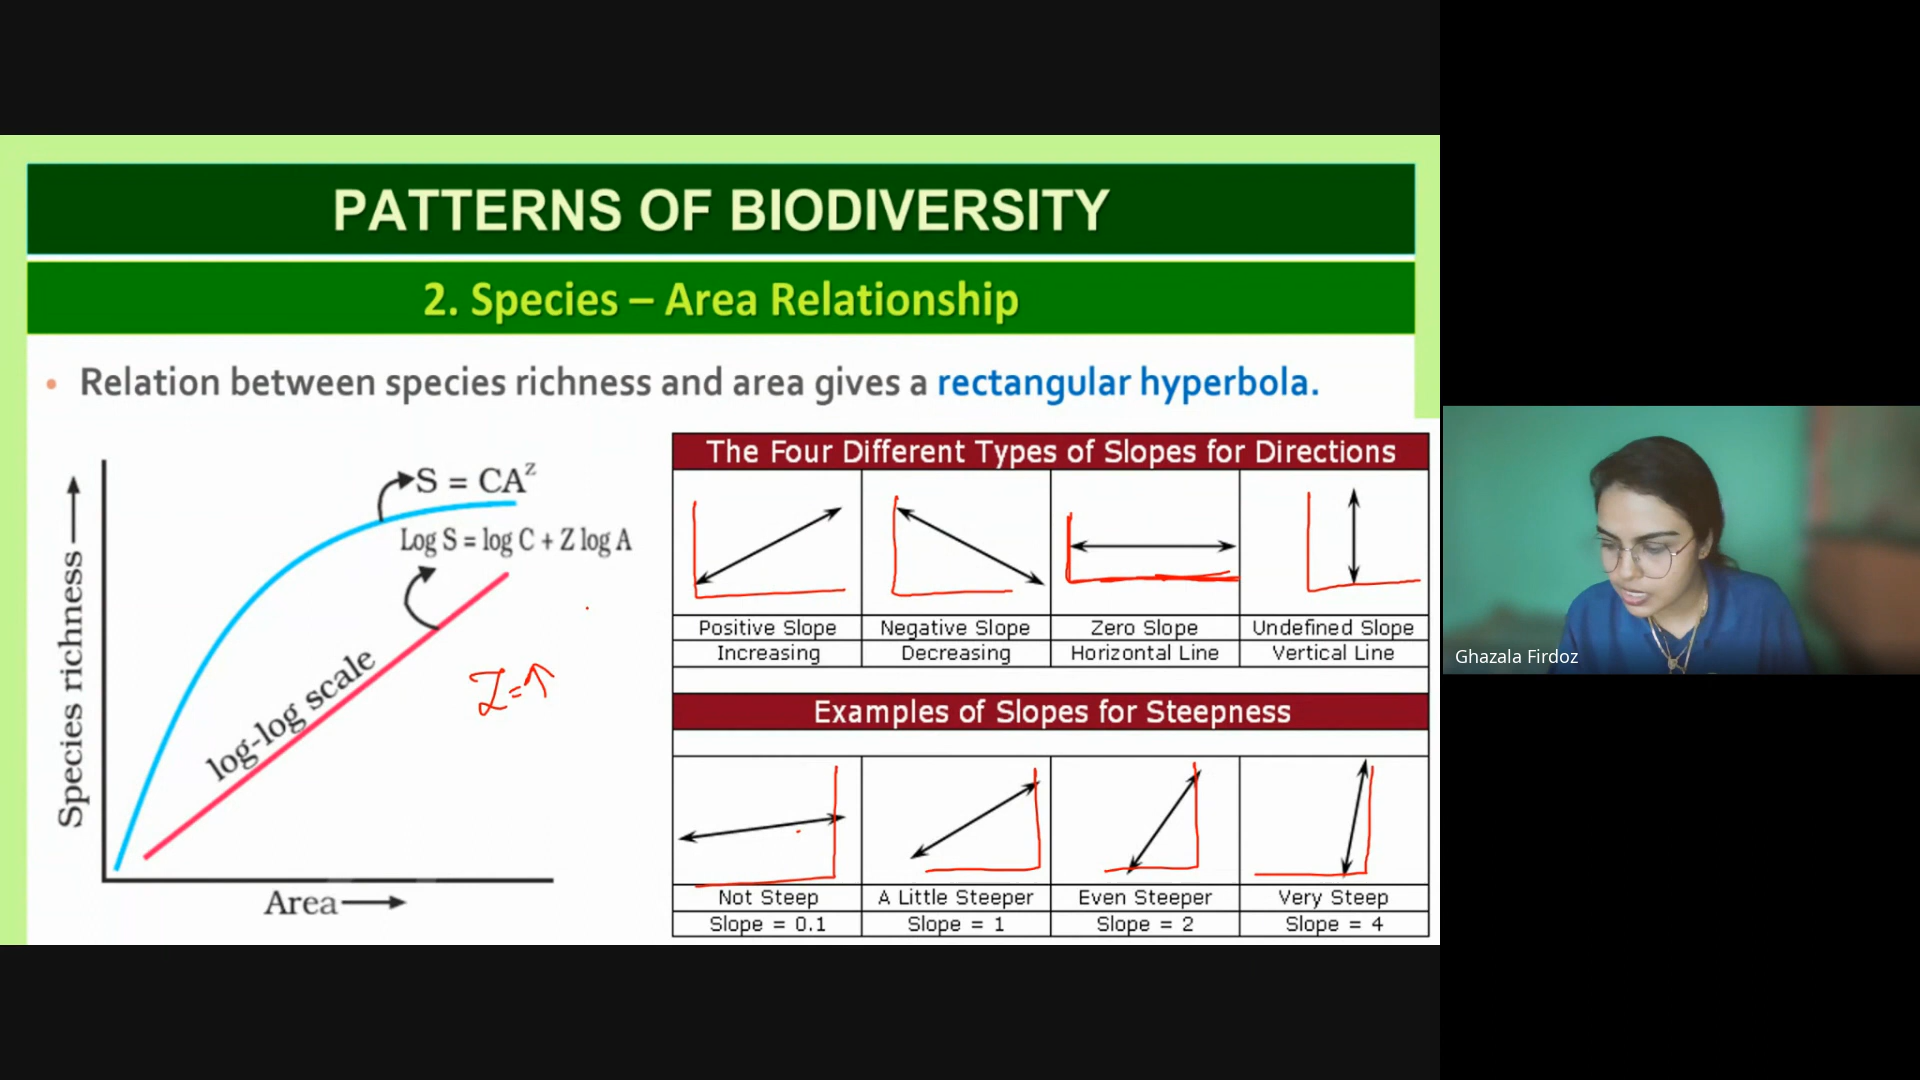 PATTERNS OF BIODIVERSITY
2. Species – Area Relationship
• Relation between species richness and area gives a rectangular hyperbola.
Species richness
S = CA^z
Log S = log C + Z log A
log-log scale
Z = ↑
Area
The Four Different Types of Slopes for Directions
Positive Slope Negative Slope Zero Slope Undefined Slope
Increasing Decreasing Horizontal Line Vertical Line
Examples of Slopes for Steepness
Not Steep A Little Steeper Even Steeper Very Steep
Slope = 0.1 Slope = 1 Slope = 2 Slope = 4
Ghazala Firdoz